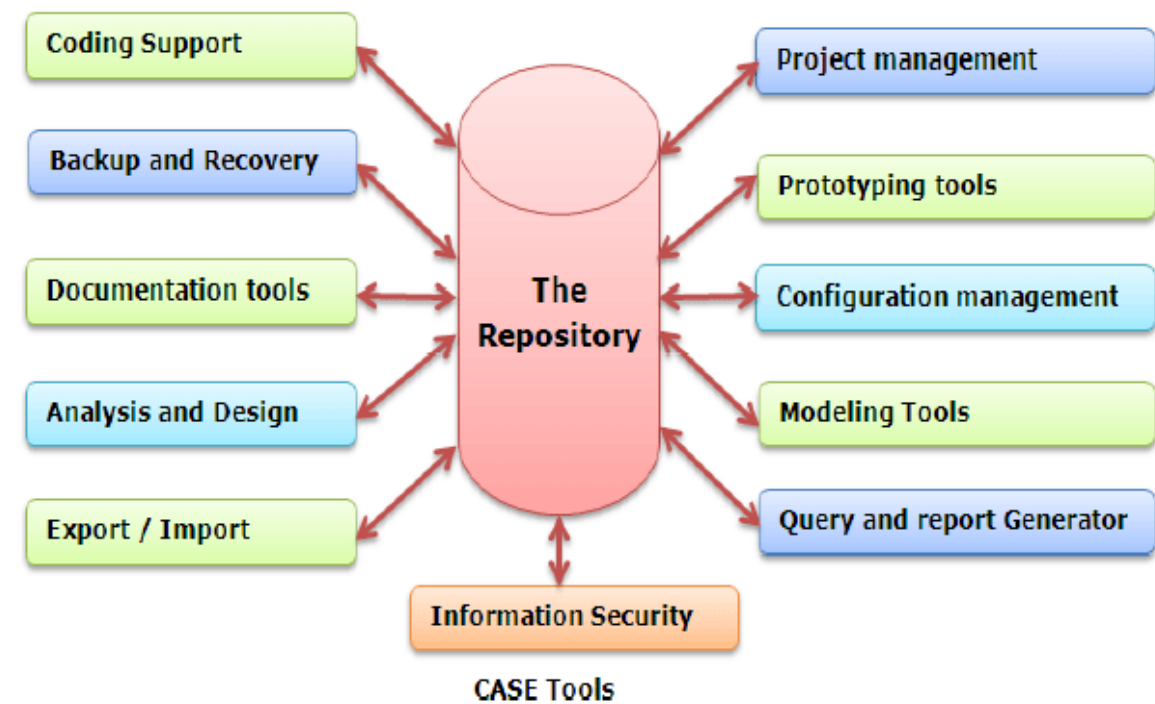 Coding Support
Backup and Recovery
Documentation tools
Analysis and Design
Export / Import
The
Repository
Project management
Prototyping tools
Configuration management
Modeling Tools
Query and report Generator
Information Security
CASE Tools